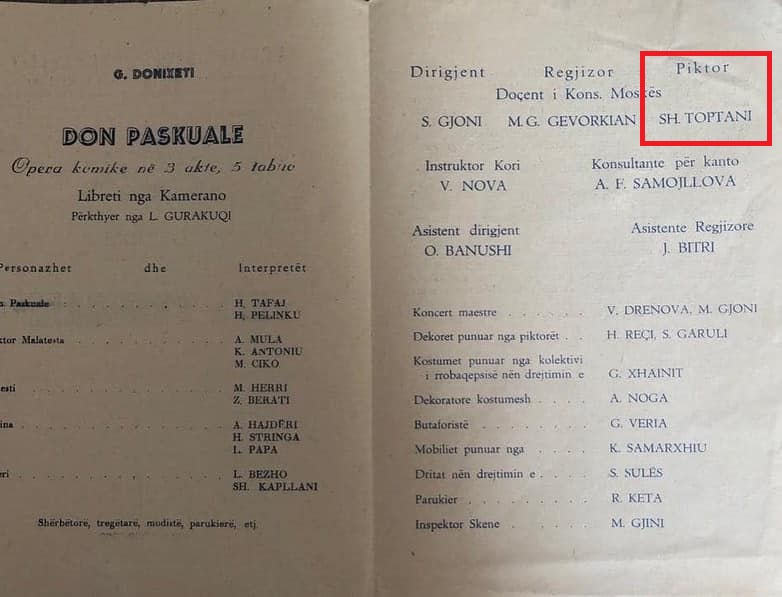 G. DONIXETI
DON PASKUALE
Opera komike në 3 akte, 5 tablo
Libreti nga Kamerano
Përkthyer nga L. GURAKUQI
Personazhet dhe Interpretët
Paskuale . . . . . . . . H. TAFAJ
H. PELINKU
Malatesta . . . . . . . . A. MULA
K. ANTONIU
M. CIKO
M. HERRI
Z. BERATI
A. HAJDËRI
H. STRINGA
L. PAPA
L. BEZHO
SH. KAPLLANI
Shërbëtorë, tregëtarë, modistë, parukierë, etj.
Dirigjent Regjizor Piktor
Doçent i Kons. Moskës
S. GJONI M. G. GEVORKIAN SH. TOPTANI
Instruktor Kori Konsultante për kanto
V. NOVA A. F. SAMOJLLOVA
Asistent dirigjent Asistente Regjizore
O. BANUSHI J. BITRI
Koncert maestre . . . V. DRENOVA, M. GJONI
Dekoret punuar nga piktorët . . H. REÇI, S. GARULI
Kostumet punuar nga kolektivi
i rrobaqepsisë nën drejtimin e G. XHAINIT
Dekoratore kostumesh . . . . A. NOGA
Butaforistë . . . . . . G. VERIA
Mobiliet punuar nga . . . . K. SAMARXHIU
Dritat nën drejtimin e . . . . S. SULËS
Parukier . . . . . . . R. KETA
Inspektor Skene . . . . . M. GJINI